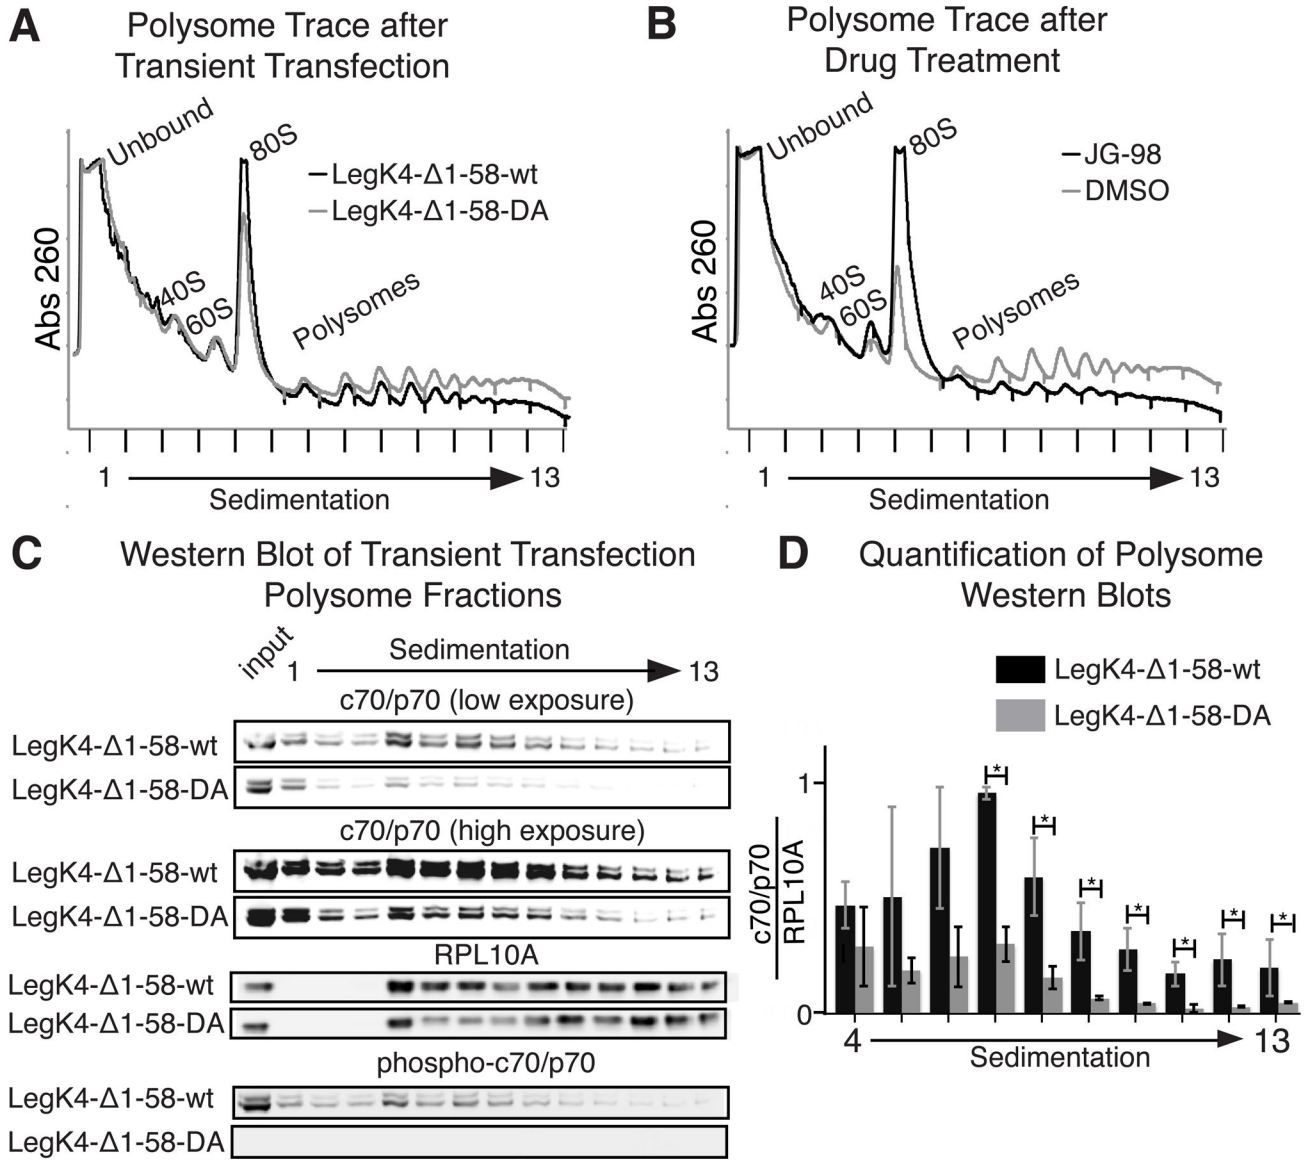 A
Polysome Trace after
Transient Transfection
Unbound
80S
LegK4-Δ1-58-wt
LegK4-Δ1-58-DA
40S
60S
Polysomes
Abs 260
1
13
Sedimentation
B
Polysome Trace after
Drug Treatment
Unbound
80S
JG-98
DMSO
40S
60S
Polysomes
Abs 260
1
13
Sedimentation
C
Western Blot of Transient Transfection
Polysome Fractions
input
1
Sedimentation
13
c70/p70 (low exposure)
LegK4-Δ1-58-wt
LegK4-Δ1-58-DA
c70/p70 (high exposure)
LegK4-Δ1-58-wt
LegK4-Δ1-58-DA
RPL10A
LegK4-Δ1-58-wt
LegK4-Δ1-58-DA
phospho-c70/p70
LegK4-Δ1-58-wt
LegK4-Δ1-58-DA
D
Quantification of Polysome
Western Blots
LegK4-Δ1-58-wt
LegK4-Δ1-58-DA
c70/p70
RPL10A
1
0
*
*
*
*
*
*
*
4
13
Sedimentation